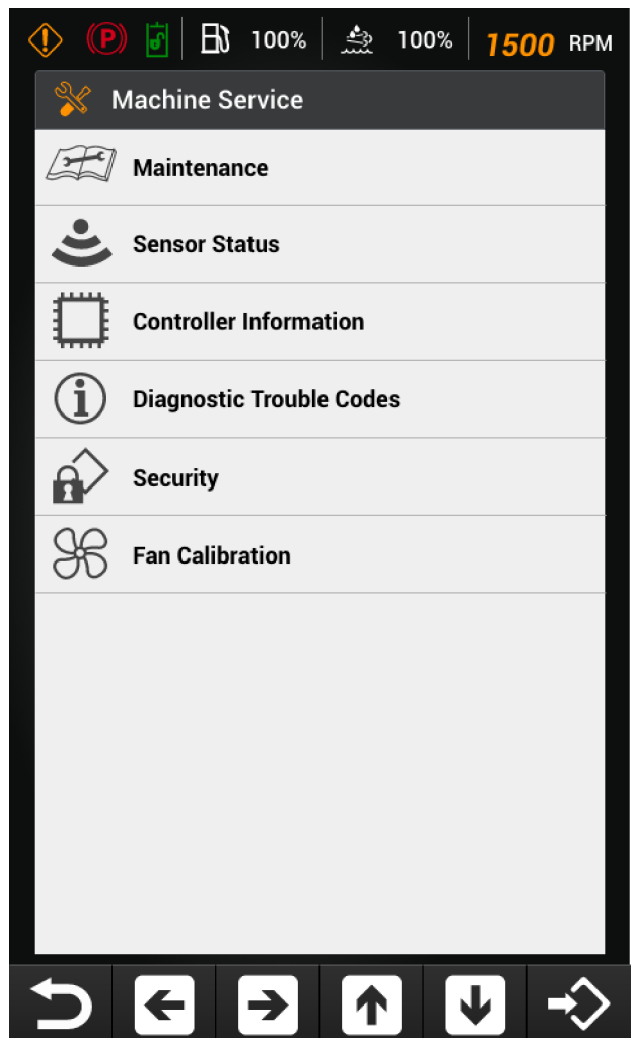 P 100% 100% 1500 RPM
Machine Service
Maintenance
Sensor Status
Controller Information
Diagnostic Trouble Codes
Security
Fan Calibration